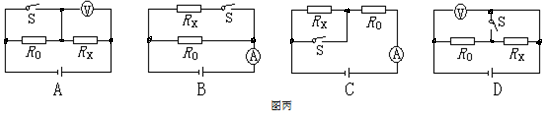 S V R₀ Rₓ A
Rₓ S R₀ A B
Rₓ R₀ S A C
V S R₀ Rₓ D
图丙